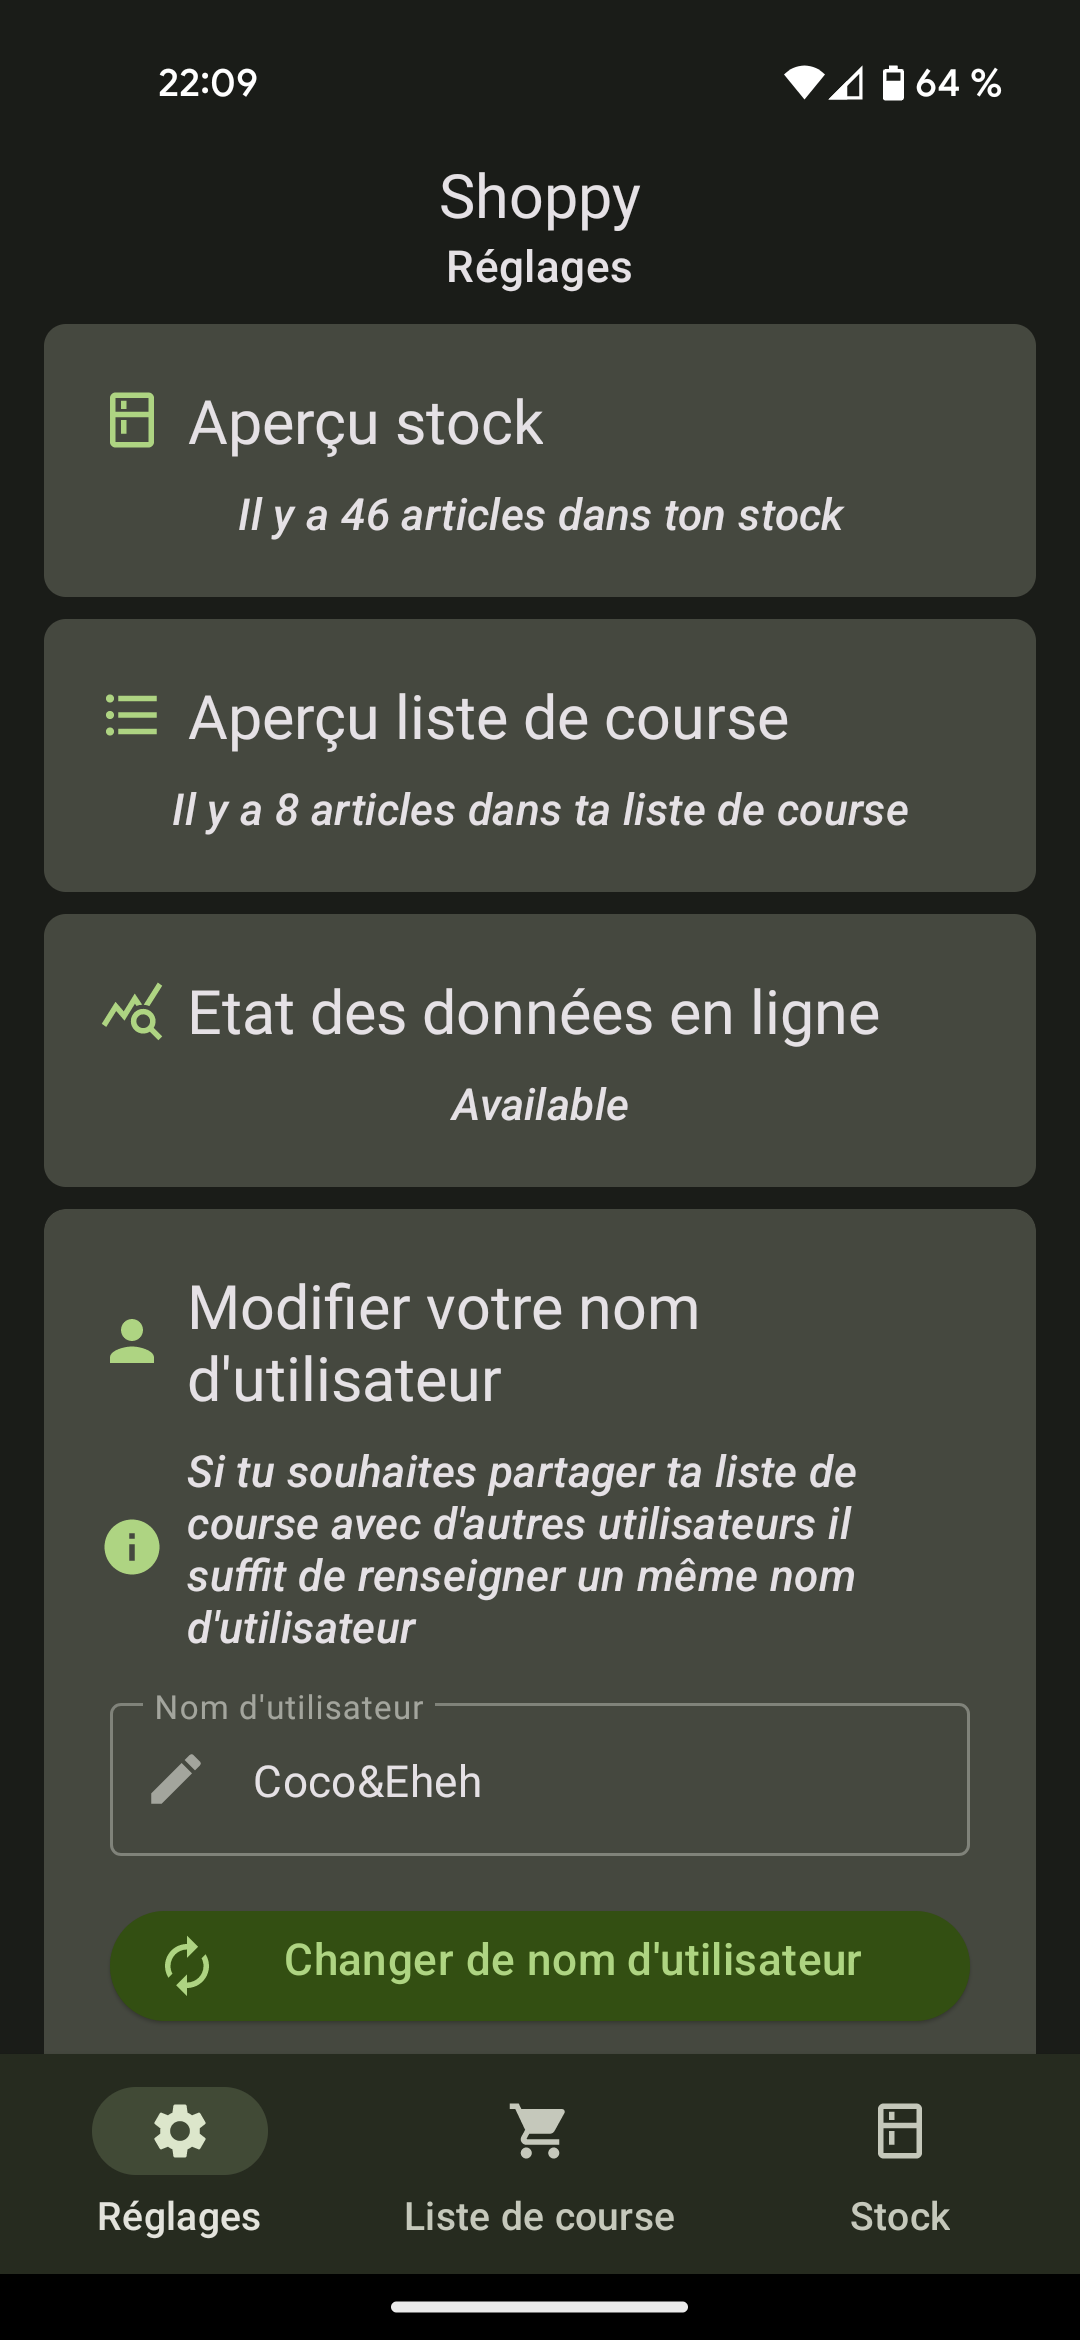 22:09
64 %
Shoppy
Réglages
Aperçu stock
Il y a 46 articles dans ton stock
Aperçu liste de course
Il y a 8 articles dans ta liste de course
Etat des données en ligne
Available
Modifier votre nom
d'utilisateur
Si tu souhaites partager ta liste de
course avec d'autres utilisateurs il
suffit de renseigner un même nom
d'utilisateur
Nom d'utilisateur
Coco&Eheh
Changer de nom d'utilisateur
Réglages
Liste de course
Stock